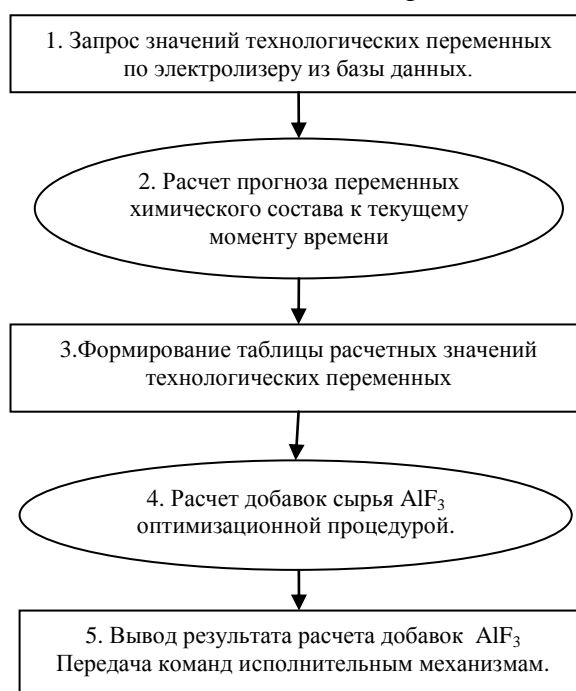 1. Запрос значений технологических переменных
по электролизеру из базы данных.
2. Расчет прогноза переменных
химического состава к текущему
моменту времени
3.Формирование таблицы расчетных значений
технологических переменных
4. Расчет добавок сырья AlF₃
оптимизационной процедурой.
5. Вывод результата расчета добавок AlF₃
Передача команд исполнительным механизмам.